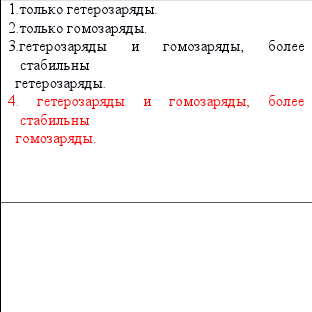 1.только гетерозаряды.
2.только гомозаряды.
3.гетерозаряды и гомозаряды, более
стабильны
гетерозаряды.
4. гетерозаряды и гомозаряды, более
стабильны
гомозаряды.